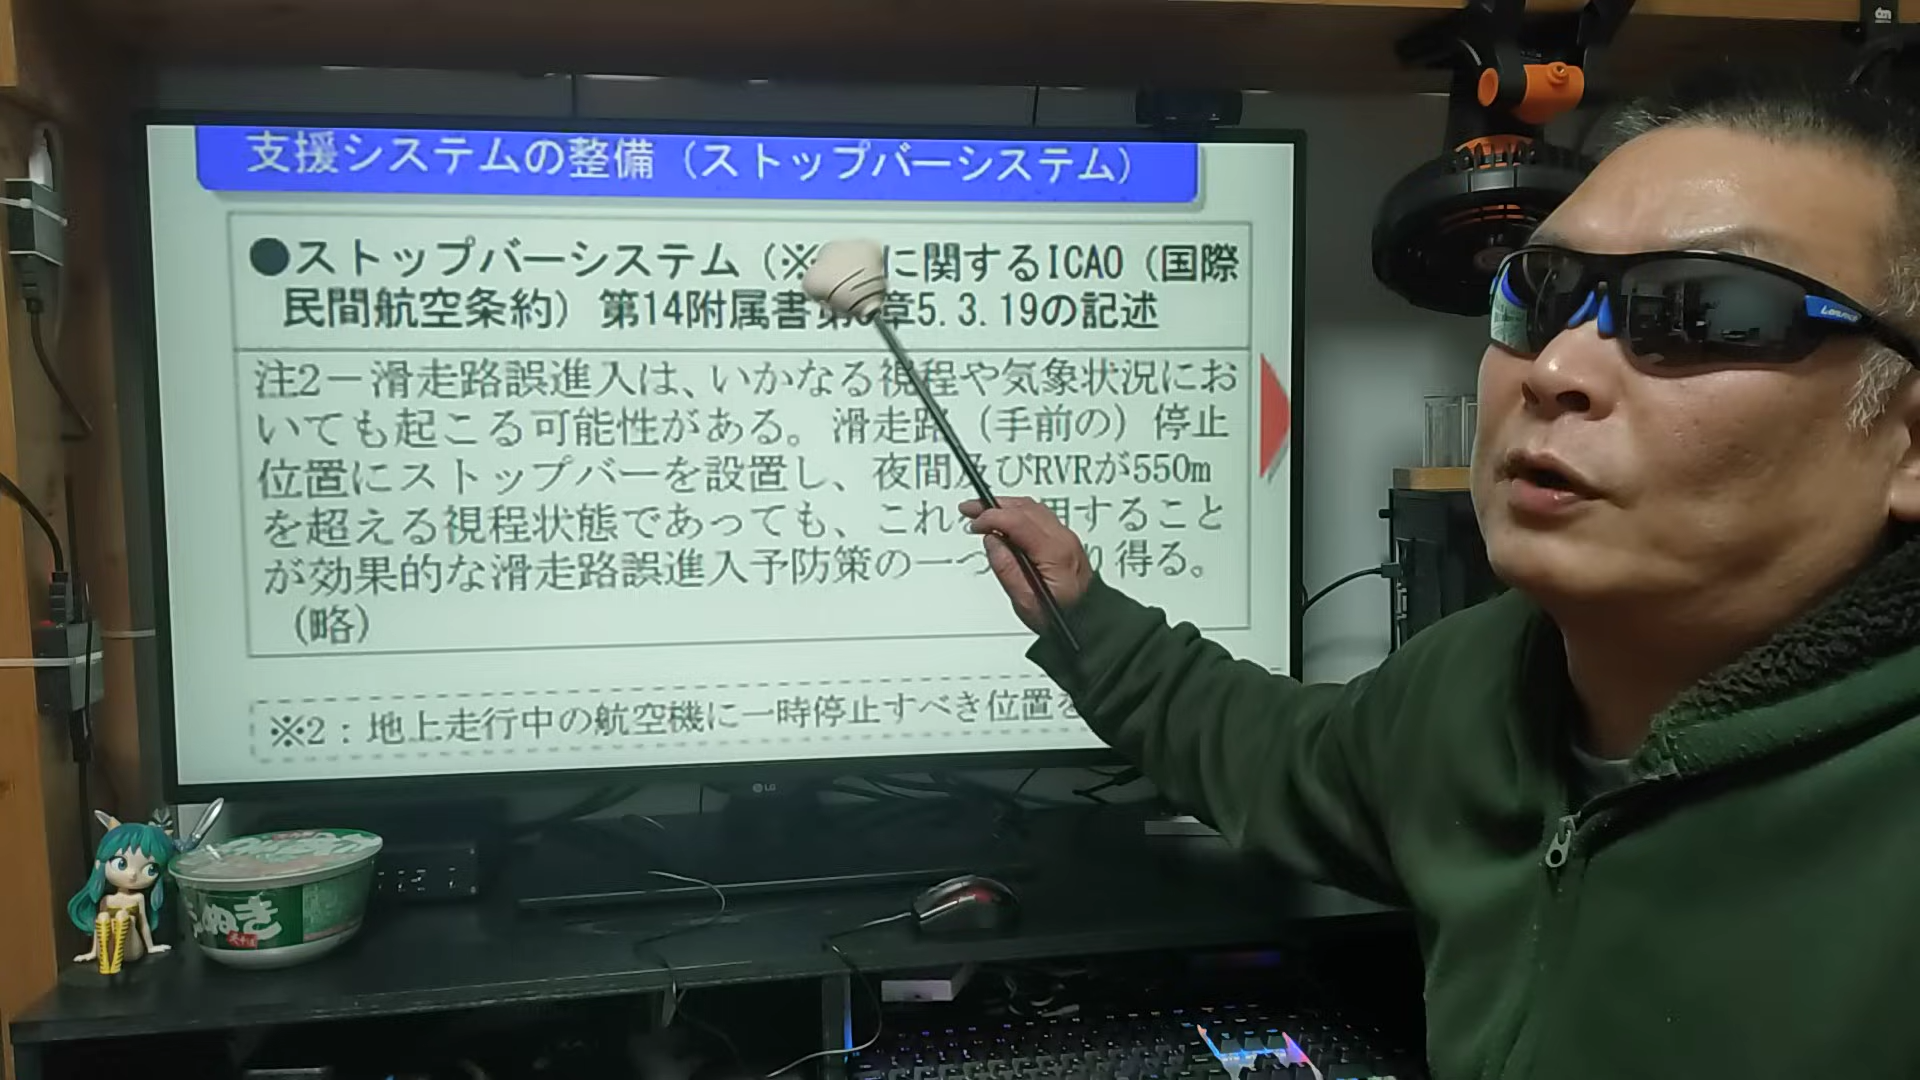 支援システムの整備（ストップバーシステム）
●ストップバーシステム（※ に関するICAO（国際
民間航空条約）第14附属書第 章5.3.19の記述
注2－滑走路誤進入は、いかなる視程や気象状況にお
いても起こる可能性がある。滑走路（手前の）停止
位置にストップバーを設置し、夜間及びRVRが550m
を超える視程状態であっても、これ 用すること
が効果的な滑走路誤進入予防策の一つ り得る。
（略）
※2：地上走行中の航空機に一時停止すべき位置を
LG